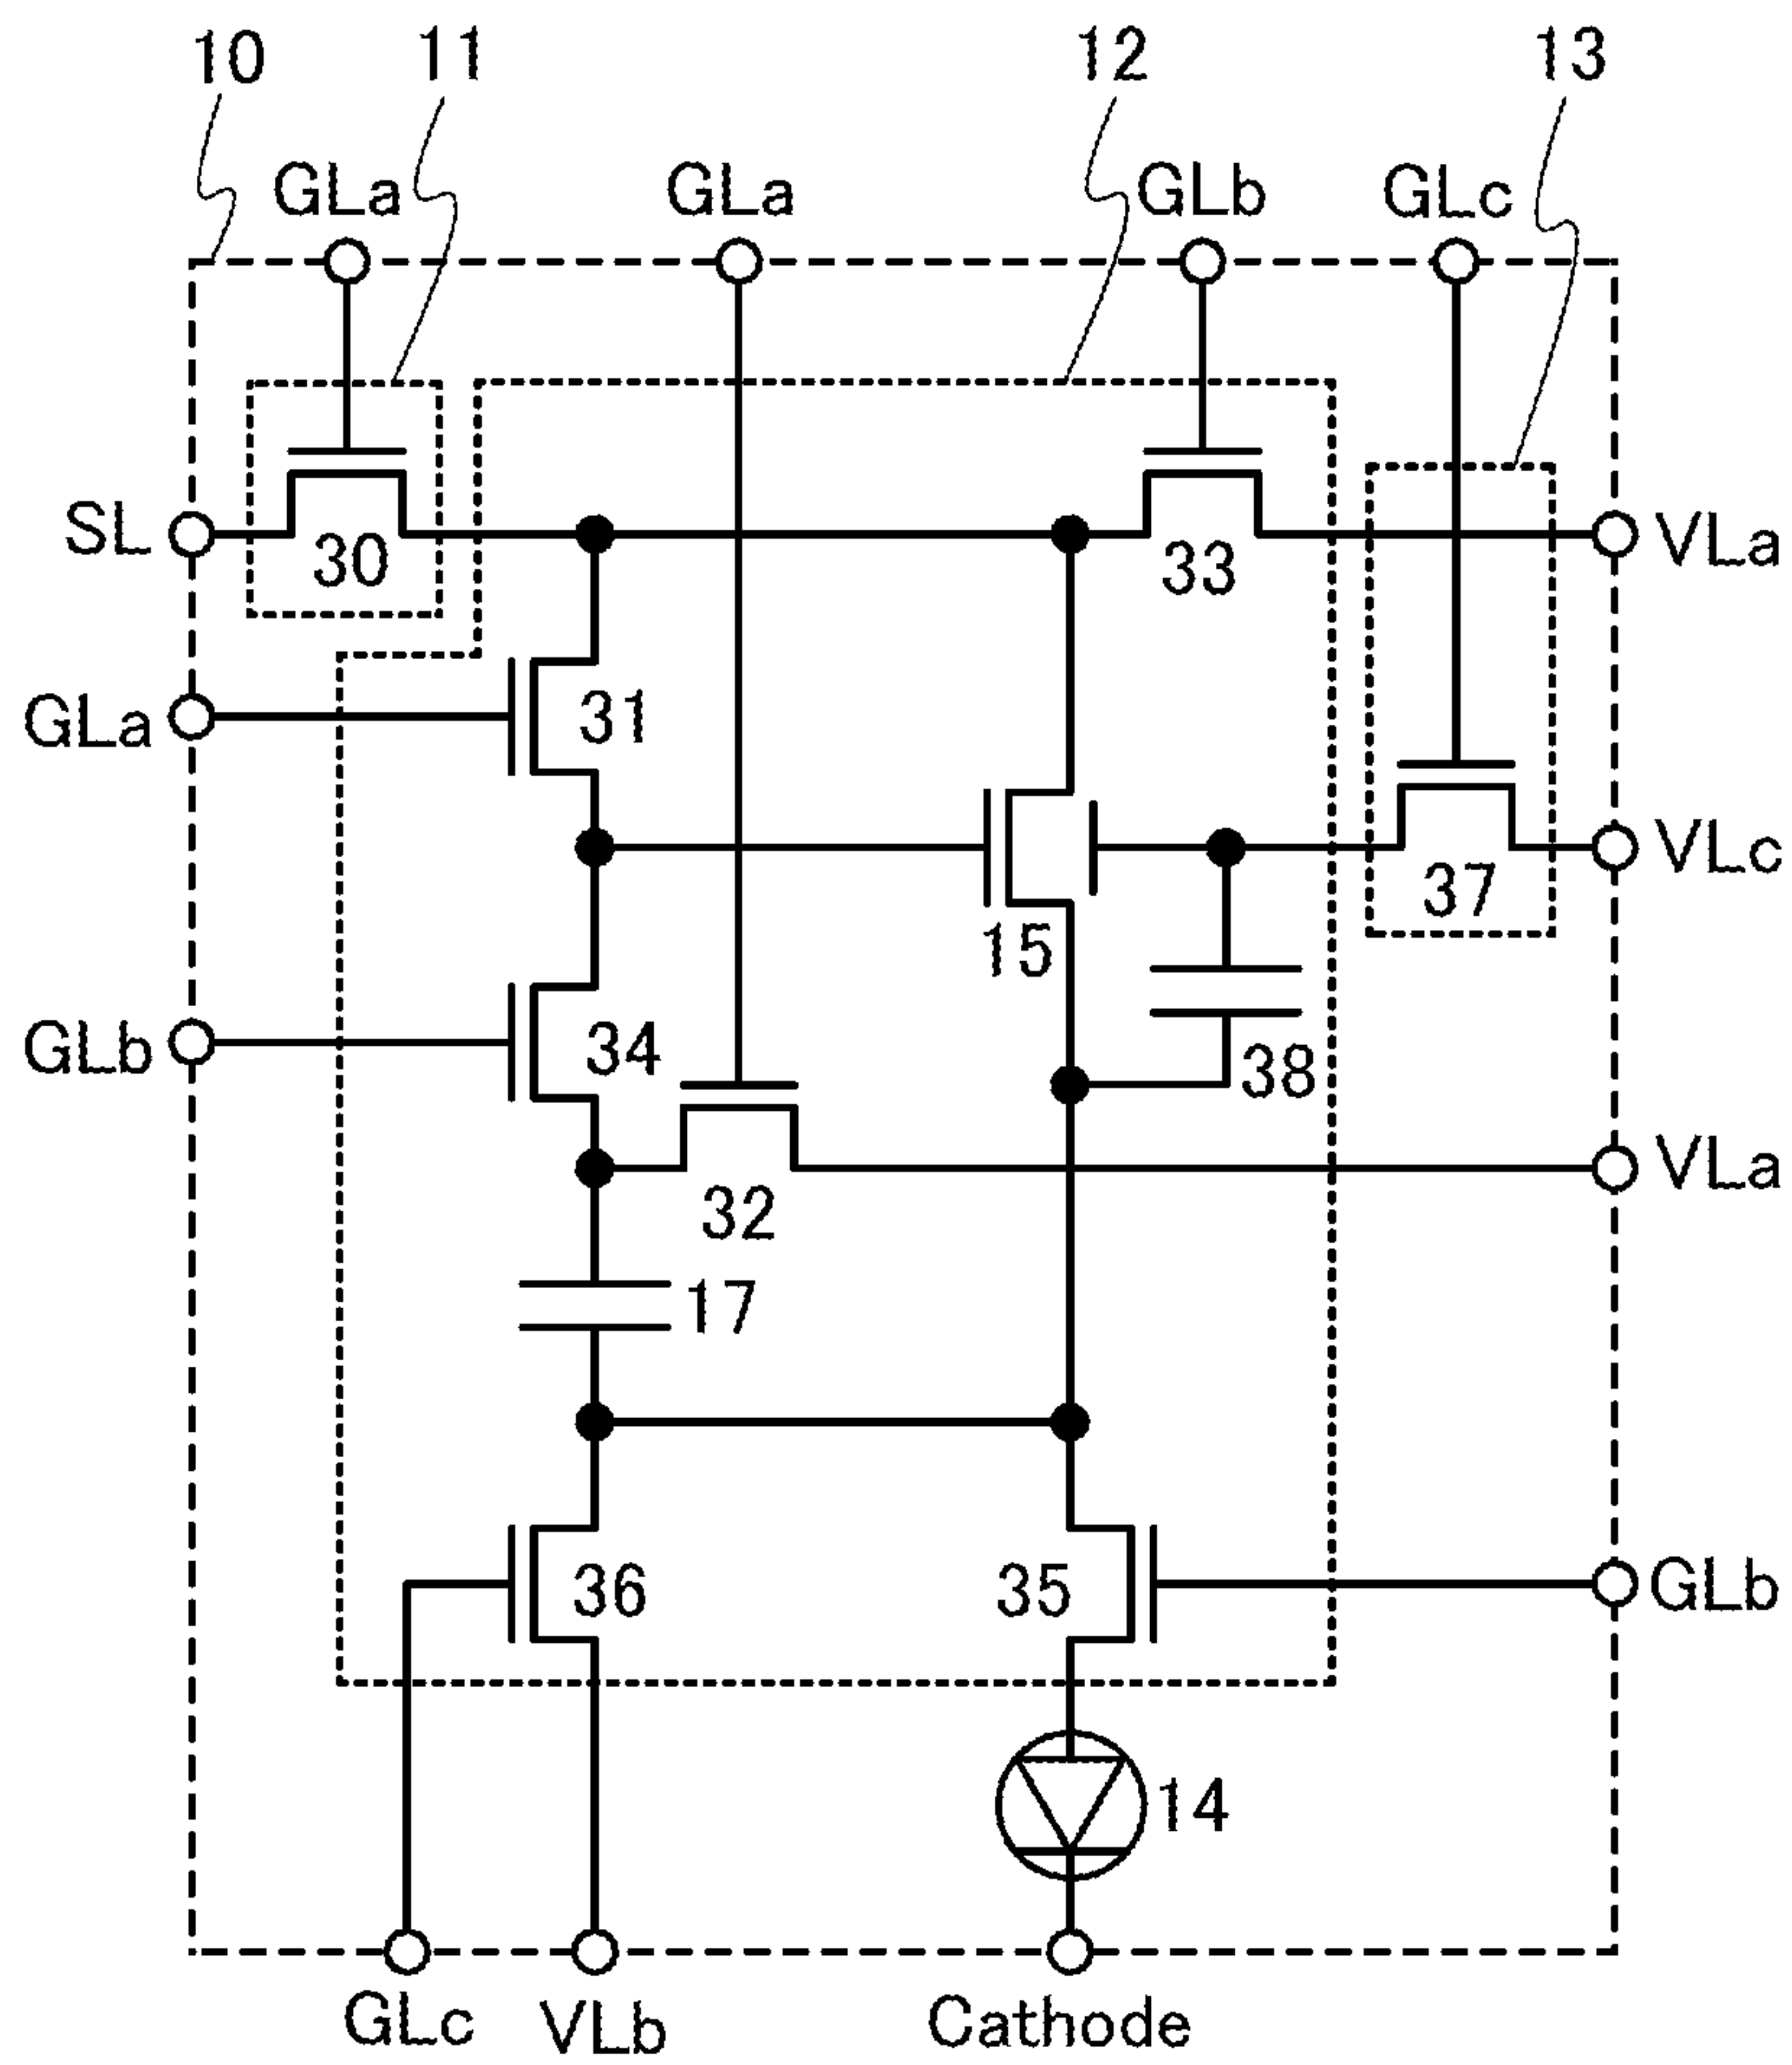 10 11 12 13
GLa GLa GLb GLc
SL 30 33 VLa
GLa 31
VLc
37
15
GLb 34 38
VLa
32
17
36 35 GLb
14
GLc VLb Cathode